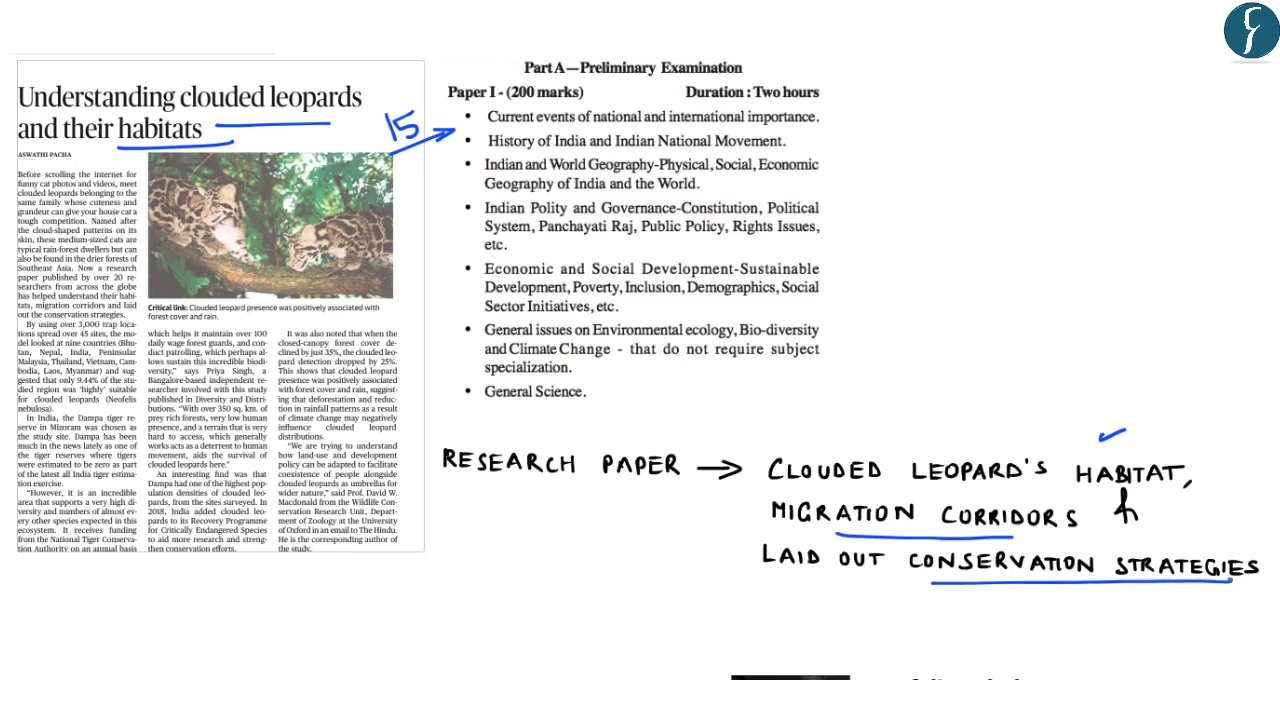 Understanding clouded leopards
and their habitats
ASWATHI PACHA
Before scrolling the internet for
funny cat photos and videos, meet
clouded leopards belonging to the
same family whose cuteness and
grandeur can give your house cat a
tough competition. Named after
the cloud-shaped patterns on its
skin, these medium-sized cats are
typical rain-forest dwellers but can
also be found in the drier forests of
Southeast Asia. Now a research
paper published by over 20 re-
searchers from across the globe
has helped understand their habi-
tats, migration corridors and laid
out the conservation strategies.
By using over 3,000 trap loca-
tions spread over 45 sites, the mo-
del looked at nine countries (Bhu-
tan, Nepal, India, Peninsular
Malaysia, Thailand, Vietnam, Cam-
bodia, Laos, Myanmar) and sug-
gested that only 9.44% of the stu-
died region was 'highly' suitable
for clouded leopards (Neofelis
nebulosa).
In India, the Dampa tiger re-
serve in Mizoram was chosen as
the study site. Dampa has been
much in the news lately as one of
the tiger reserves where tigers
were estimated to be zero as part
of the latest all India tiger estima-
tion exercise.
"However, it is an incredible
area that supports a very high di-
versity and numbers of almost ev-
ery other species expected in this
ecosystem. It receives funding
from the National Tiger Conserv-
ation Authority on an annual basis
Critical link: Clouded leopard presence was positively associated with
forest cover and rain.
which helps it maintain over 100
daily wage forest guards, and con-
duct patrolling, which perhaps al-
lows sustain this incredible biodi-
versity," says Priya Singh, a
Bangalore-based independent re-
searcher involved with this study
published in Diversity and Distri-
butions. "With over 350 sq. km. of
prey rich forests, very low human
presence, and a terrain that is very
hard to access, which generally
works acts as a deterrent to human
movement, aids the survival of
clouded leopards here."
An interesting find was that
Dampa had one of the highest pop-
ulation densities of clouded leo-
pards, from the sites surveyed. In
2018, India added clouded leo-
pards to its Recovery Programme
for Critically Endangered Species
to aid more research and streng-
then conservation efforts.
It was also noted that when the
closed-canopy forest cover de-
clined by just 35%, the clouded leo-
pard detection dropped by 25%.
This shows that clouded leopard
presence was positively associated
with forest cover and rain, suggest-
ing that deforestation and reduc-
tion in rainfall patterns as a result
of climate change may negatively
influence clouded leopard
distributions.
"We are trying to understand
how land-use and development
policy can be adapted to facilitate
coexistence of people alongside
clouded leopards as umbrellas for
wider nature," said Prof. David W.
Macdonald from the Wildlife Con-
servation Research Unit, Depart-
ment of Zoology at the University
of Oxford in an email to The Hindu.
He is the corresponding author of
the study.
15
Part A—Preliminary Examination
Paper I - (200 marks) Duration : Two hours
• Current events of national and international importance.
• History of India and Indian National Movement.
• Indian and World Geography-Physical, Social, Economic
Geography of India and the World.
• Indian Polity and Governance-Constitution, Political
System, Panchayati Raj, Public Policy, Rights Issues,
etc.
• Economic and Social Development-Sustainable
Development, Poverty, Inclusion, Demographics, Social
Sector Initiatives, etc.
• General issues on Environmental ecology, Bio-diversity
and Climate Change - that do not require subject
specialization.
• General Science.
RESEARCH PAPER → CLOUDED LEOPARD'S HABITAT,
MIGRATION CORRIDORS &
LAID OUT CONSERVATION STRATEGIES